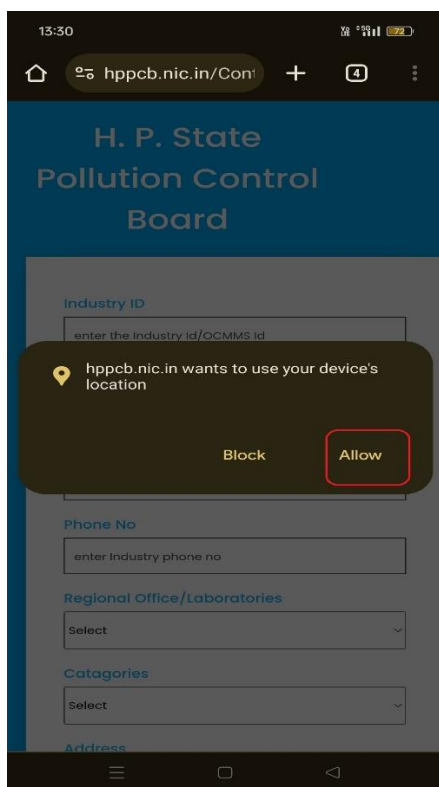 13:30
72
hppcb.nic.in/Con
4
H. P. State
Pollution Control
Board
Industry ID
enter the Industry Id/OCMMS Id
hppcb.nic.in wants to use your device's
location
Block Allow
Phone No
enter Industry phone no
Regional Office/Laboratories
Select
Catagories
Select
Address